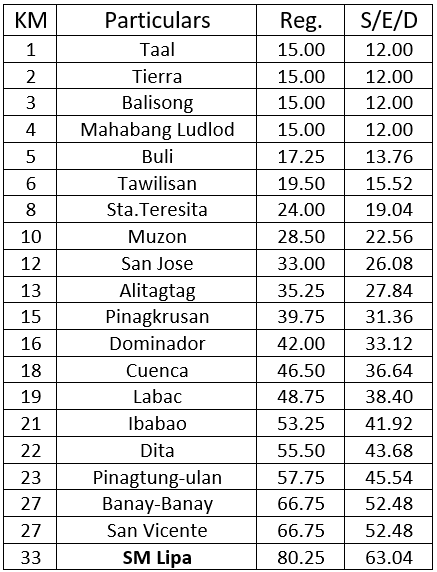 KM Particulars Reg. S/E/D
1 Taal 15.00 12.00
2 Tierra 15.00 12.00
3 Balisong 15.00 12.00
4 Mahabang Ludlod 15.00 12.00
5 Buli 17.25 13.76
6 Tawilisan 19.50 15.52
8 Sta.Teresita 24.00 19.04
10 Muzon 28.50 22.56
12 San Jose 33.00 26.08
13 Alitagtag 35.25 27.84
15 Pinagkrusan 39.75 31.36
16 Dominador 42.00 33.12
18 Cuenca 46.50 36.64
19 Labac 48.75 38.40
21 Ibabao 53.25 41.92
22 Dita 55.50 43.68
23 Pinagtung-ulan 57.75 45.54
27 Banay-Banay 66.75 52.48
27 San Vicente 66.75 52.48
33 SM Lipa 80.25 63.04